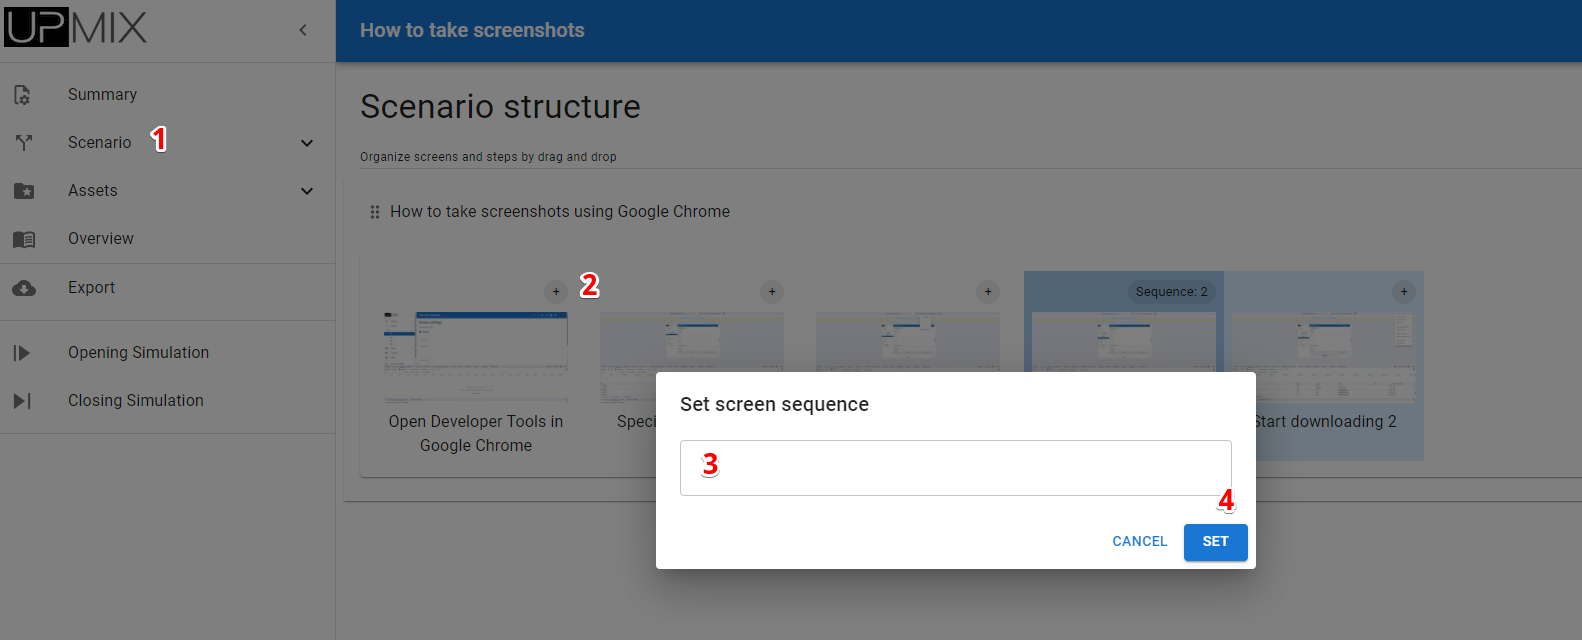 UPMIX
How to take screenshots
Summary
Scenario
1
Assets
Overview
Export
Opening Simulation
Closing Simulation
Scenario structure
Organize screens and steps by drag and drop
How to take screenshots using Google Chrome
+
2
+
+
Sequence: 2
+
Open Developer Tools in
Google Chrome
Speci
Start downloading 2
Set screen sequence
3
4
CANCEL
SET